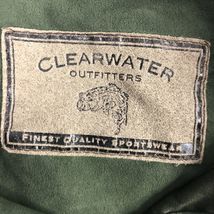 CLEARWATER
OUTFITTERS
FINEST QUALITY SPORTSWEAR